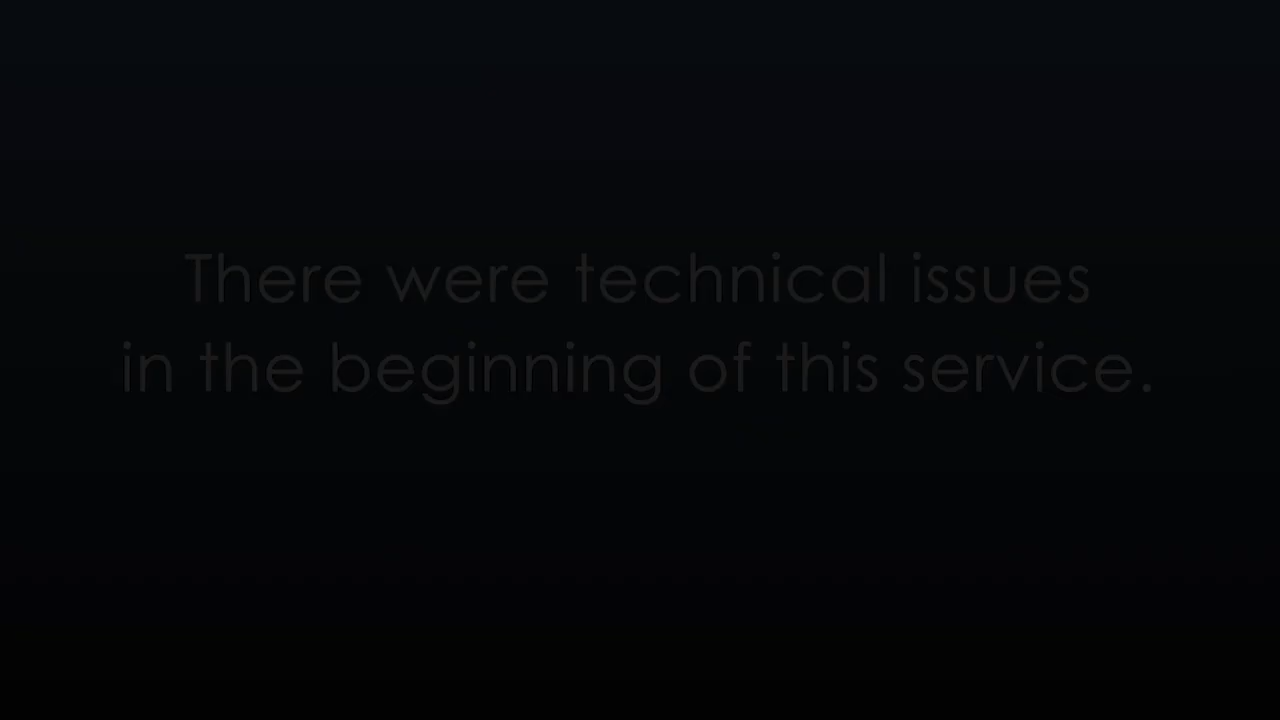 There were technical issues
in the beginning of this service.